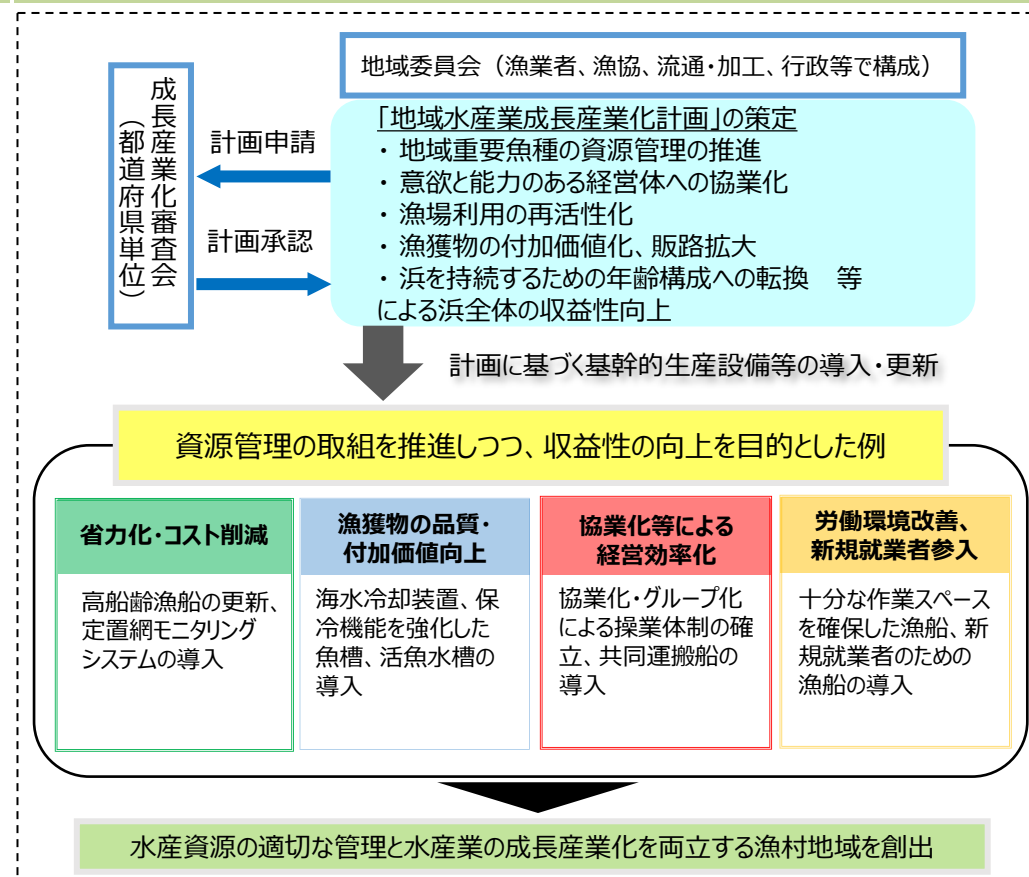 地域委員会（漁業者、漁協、流通・加工、行政等で構成）
成長産業化審査会
（都道府県単位）
計画申請
計画承認
「地域水産業成長産業化計画」の策定
・地域重要魚種の資源管理の推進
・意欲と能力のある経営体への協業化
・漁場利用の再活性化
・漁獲物の付加価値化、販路拡大
・浜を持続するための年齢構成への転換　等
による浜全体の収益性向上
計画に基づく基幹的生産設備等の導入・更新
資源管理の取組を推進しつつ、収益性の向上を目的とした例
省力化・コスト削減
高船齢漁船の更新、
定置網モニタリング
システムの導入
漁獲物の品質・
付加価値向上
海水冷却装置、保
冷機能を強化した
魚槽、活魚水槽の
導入
協業化等による
経営効率化
協業化・グループ化
による操業体制の確
立、共同運搬船の
導入
労働環境改善、
新規就業者参入
十分な作業スペース
を確保した漁船、新
規就業者のための
漁船の導入
水産資源の適切な管理と水産業の成長産業化を両立する漁村地域を創出